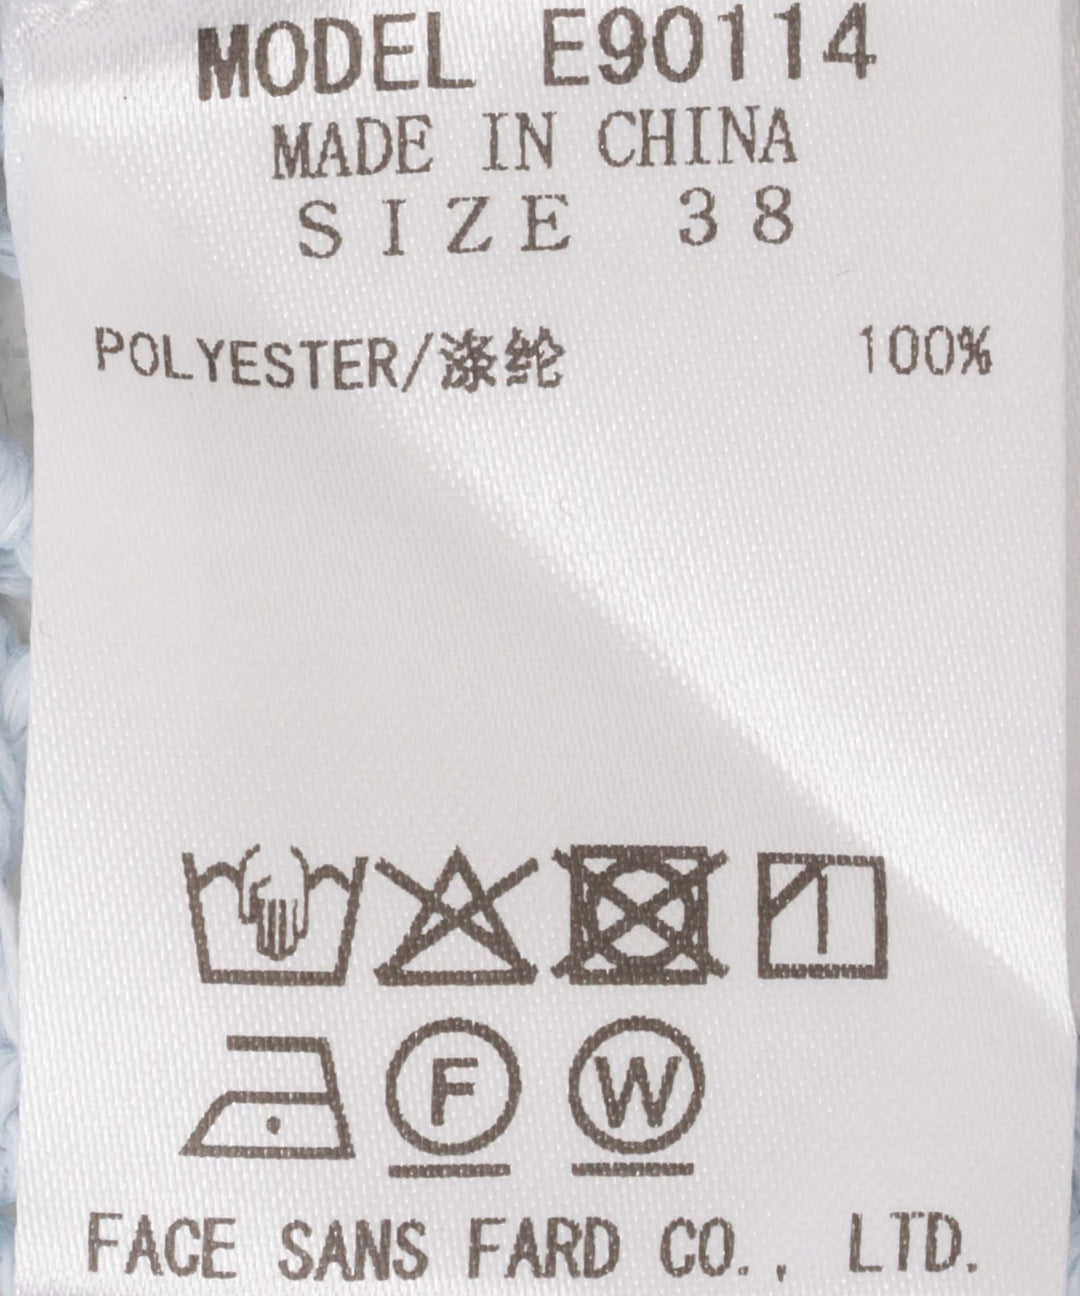 MODEL E90114
MADE IN CHINA
SIZE 38
POLYESTER/涤纶 100%
F W
FACE SANS FARD CO., LTD.